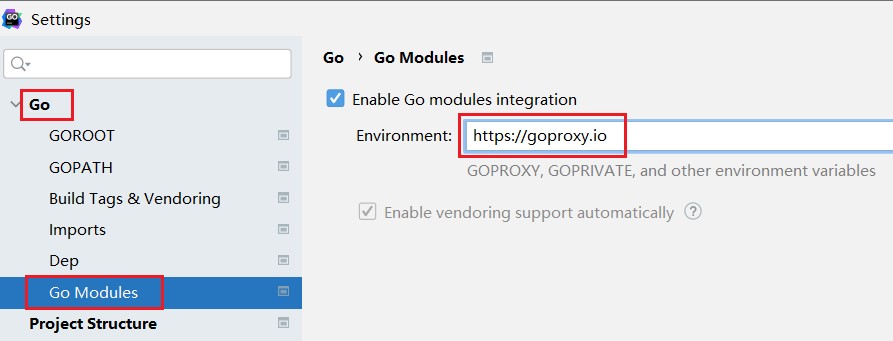 GO
Settings
Go
GOROOT
GOPATH
Build Tags & Vendoring
Imports
Dep
Go Modules
Project Structure
Go › Go Modules
Enable Go modules integration
Environment: https://goproxy.io
GOPROXY, GOPRIVATE, and other environment variables
Enable vendoring support automatically ?